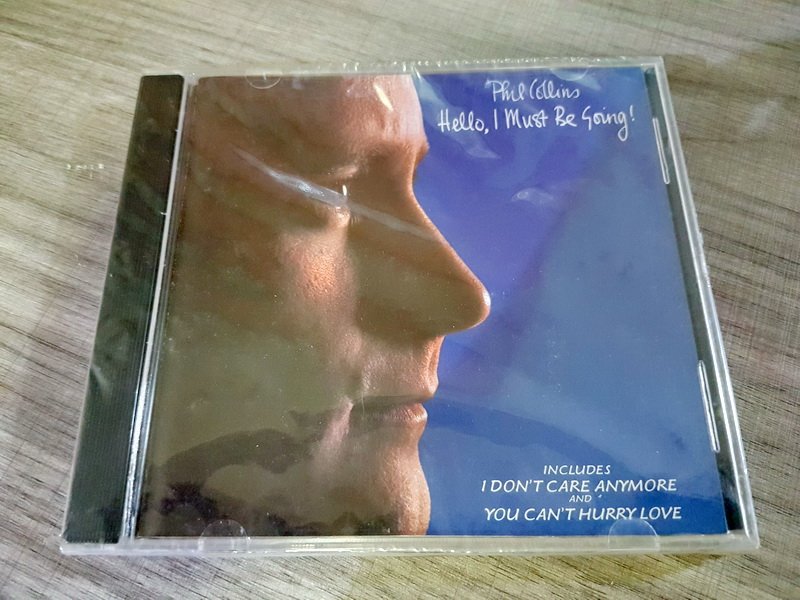 Phil Collins
Hello, I Must Be Going!
INCLUDES
I DON'T CARE ANYMORE
AND
YOU CAN'T HURRY LOVE